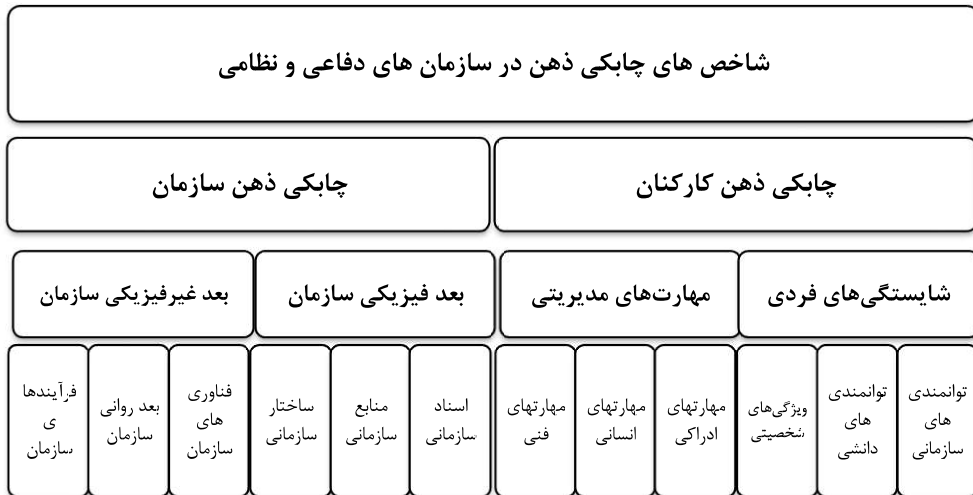 شاخص های چابکی ذهن در سازمان های دفاعی و نظامی
چابکی ذهن کارکنان
چابکی ذهن سازمان
شایستگی‌های فردی
مهارت‌های مدیریتی
بعد فیزیکی سازمان
بعد غیرفیزیکی سازمان
توانمندی
های
سازمانی
توانمندی
های
دانشی
ویژگی‌های
شخصیتی
مهارتهای
ادراکی
مهارتهای
انسانی
مهارتهای
فنی
اسناد
سازمانی
منابع
سازمانی
ساختار
سازمانی
فناوری
های
سازمان
بعد روانی
سازمان
فرآیندها
ی
سازمان